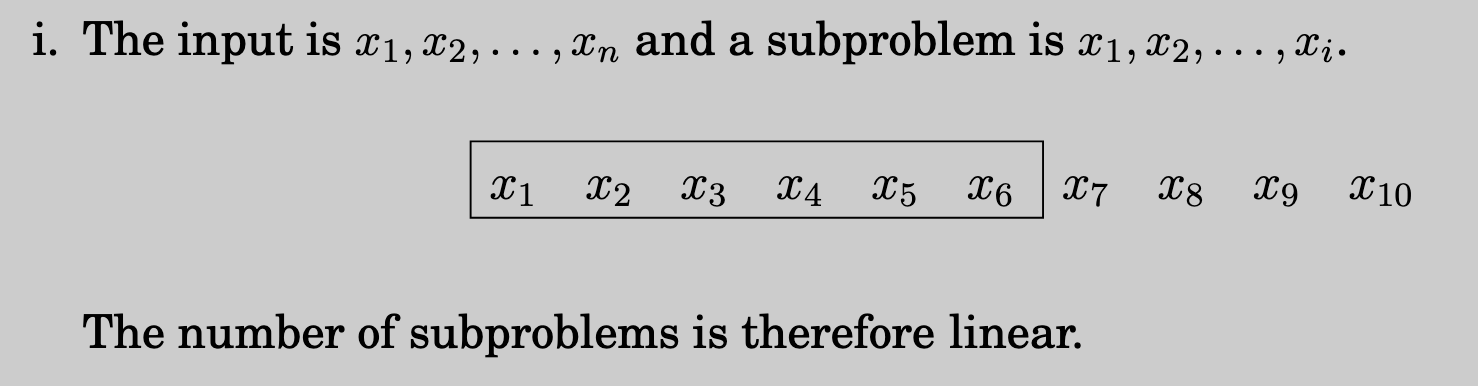 i. The input is x₁, x₂, . . . , xₙ and a subproblem is x₁, x₂, . . . , xᵢ.
x₁ x₂ x₃ x₄ x₅ x₆ x₇ x₈ x₉ x₁₀
The number of subproblems is therefore linear.